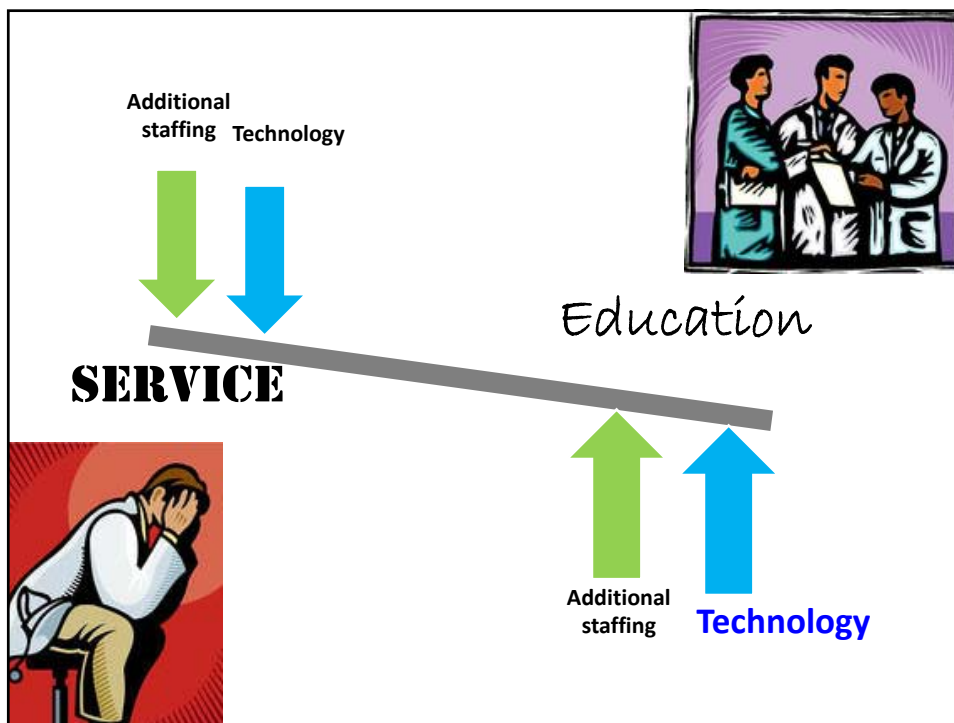 Additional
staffing
Technology
Education
SERVICE
Additional
staffing
Technology